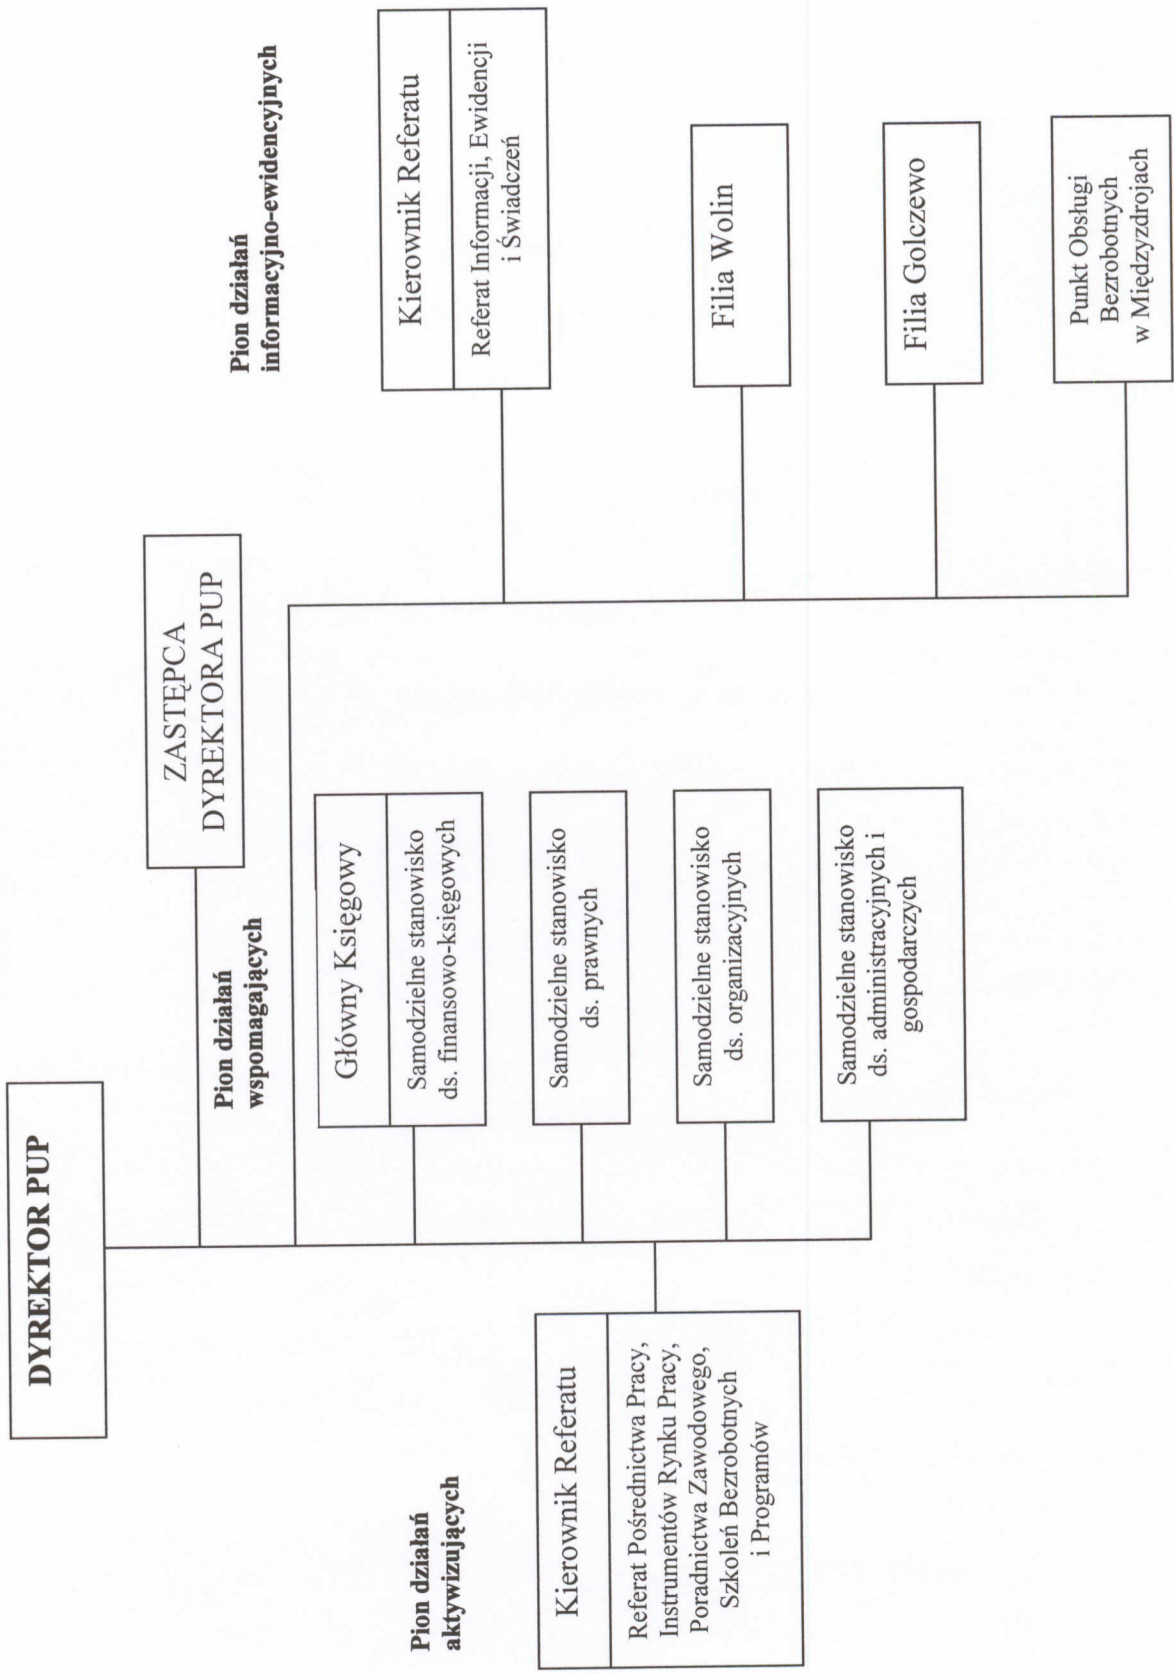 DYREKTOR PUP
ZASTĘPCA
DYREKTORA PUP
Pion działań
aktywizujących
Kierownik Referatu
Referat Pośrednictwa Pracy,
Instrumentów Rynku Pracy,
Poradnictwa Zawodowego,
Szkoleń Bezrobotnych
i Programów
Pion działań
wspomagających
Główny Księgowy
Samodzielne stanowisko
ds. finansowo-księgowych
Samodzielne stanowisko
ds. prawnych
Samodzielne stanowisko
ds. organizacyjnych
Samodzielne stanowisko
ds. administracyjnych i
gospodarczych
Pion działań
informacyjno-ewidencyjnych
Kierownik Referatu
Referat Informacji, Ewidencji
i Świadczeń
Filia Wolin
Filia Golczewo
Punkt Obsługi
Bezrobotnych
w Międzyzdrojach